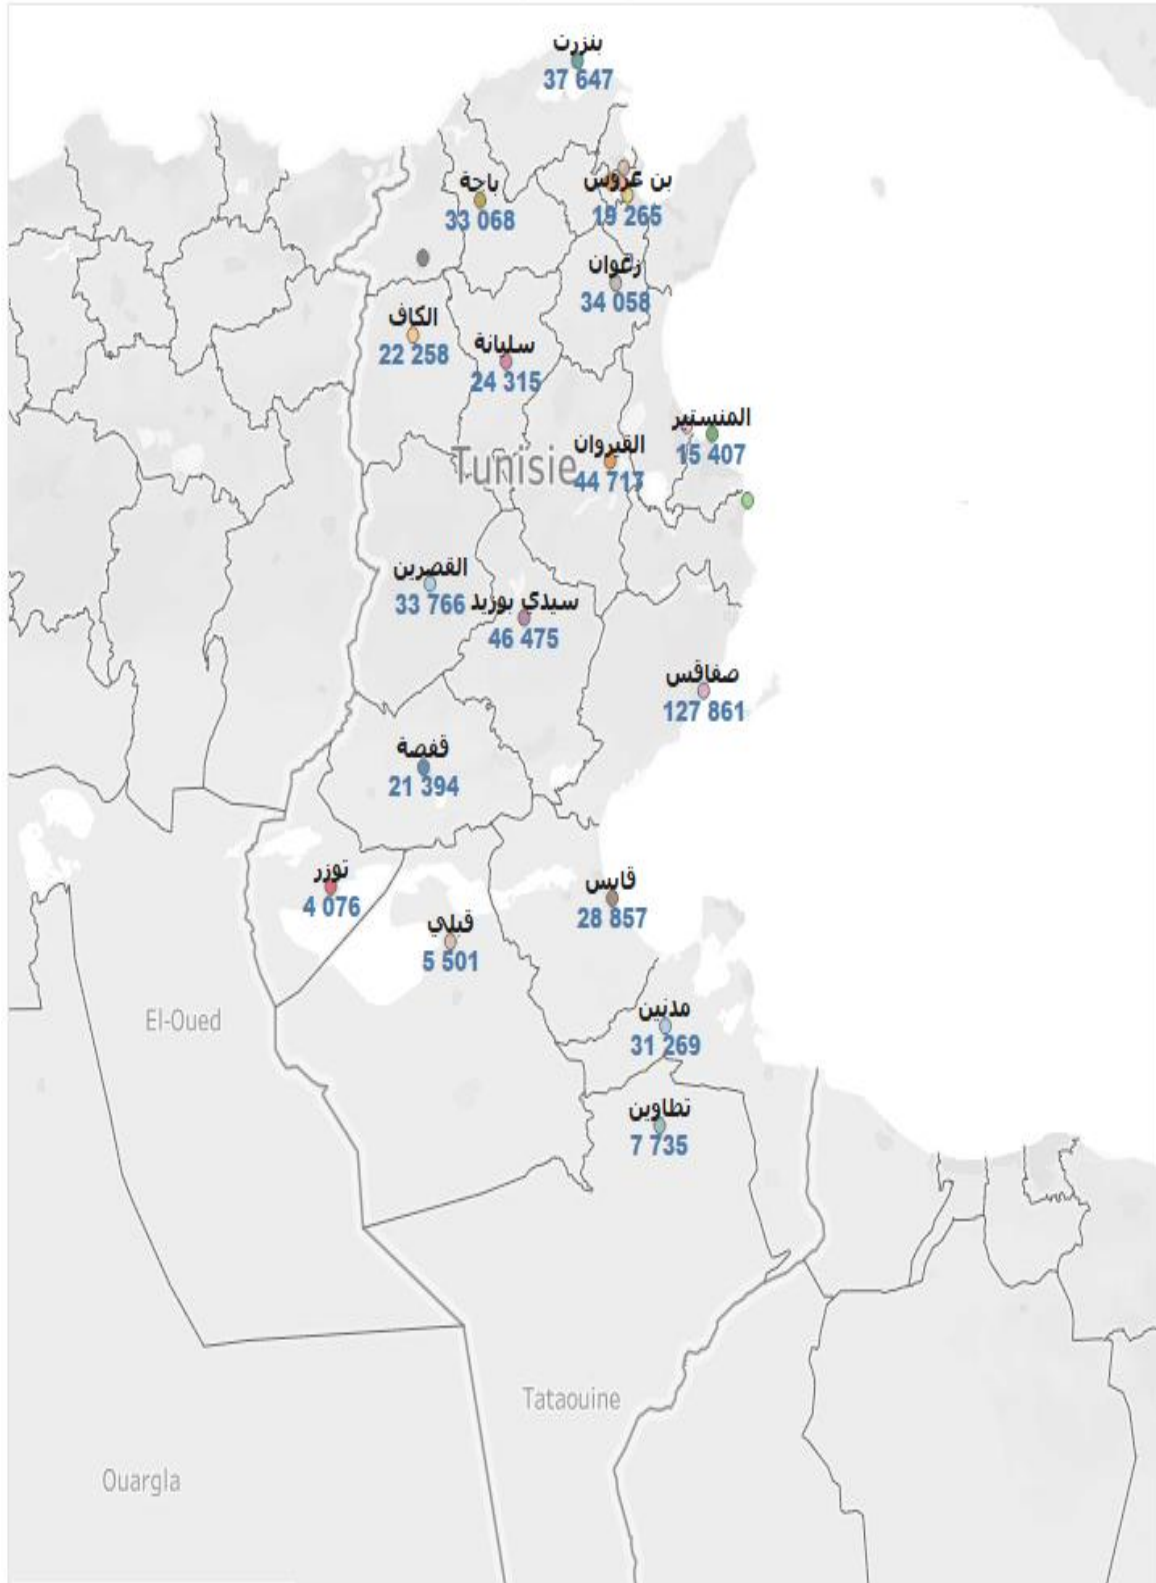 بنزرت
37 647
بن عروس
19 265
باجة
33 068
زغوان
34 058
الكاف
22 258
سليانة
24 315
المنستير
15 407
القيروان
Tunisie
44 717
القصرين
33 766
سيدي بوزيد
46 475
صفاقس
127 861
قفصة
21 394
توزر
4 076
قابس
28 857
قبلي
5 501
مدنين
31 269
El-Oued
تطاوين
7 735
Tataouine
Ouargla